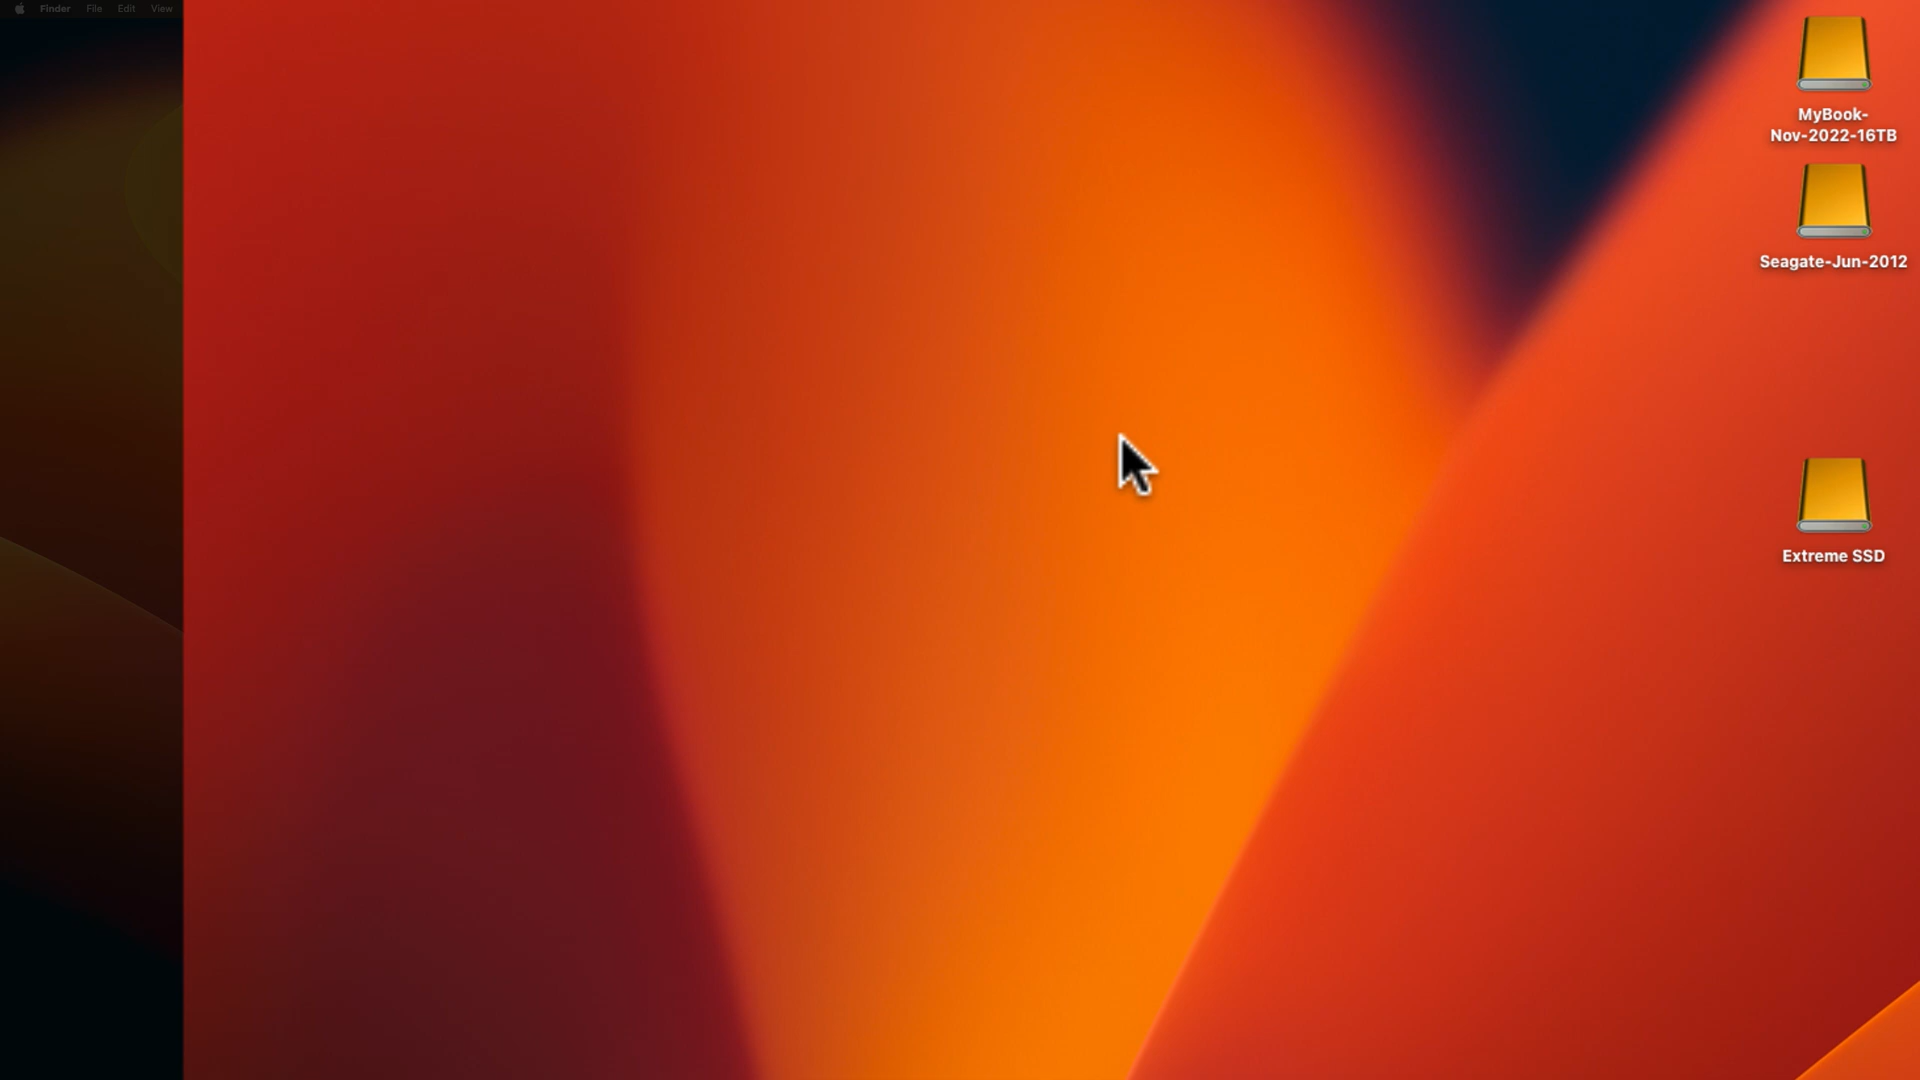 Finder File Edit View
MyBook-
Nov-2022-16TB
Seagate-Jun-2012
Extreme SSD